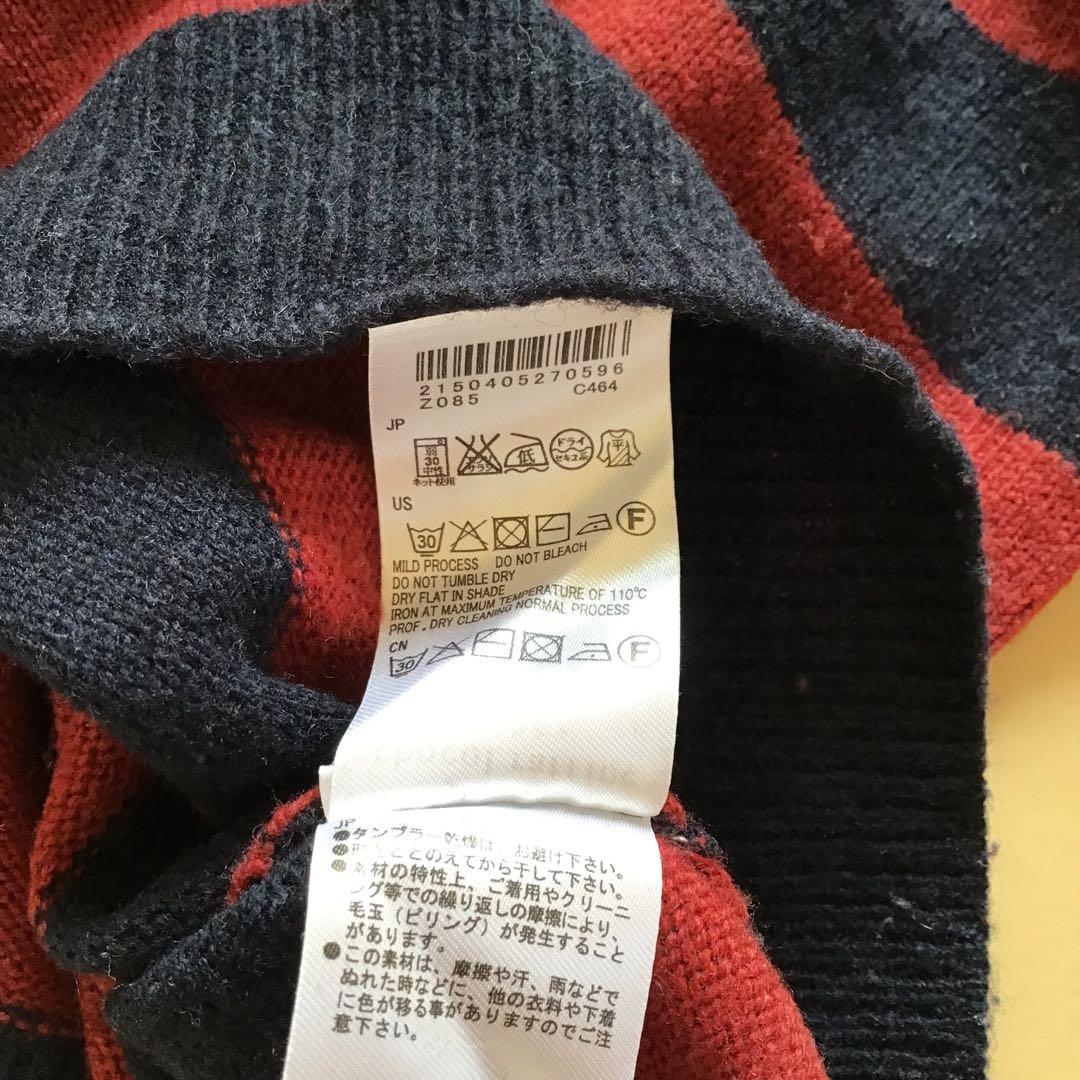 2150405270596
Z085 C464
JP
弱
30
中性
ネット使用
エンソ
サラシ
低
ドライ
セキユ系
平
US
30 F
MILD PROCESS DO NOT BLEACH
DO NOT TUMBLE DRY
DRY FLAT IN SHADE
IRON AT MAXIMUM TEMPERATURE OF 110℃
PROF. DRY CLEANING NORMAL PROCESS
CN
30 F
JP
●タンブラー乾燥は、お避け下さい。
●形をととのえてから干して下さい。
●素材の特性上、ご着用やクリーニ
ング等での繰り返しの摩擦により、
毛玉（ピリング）が発生すること
があります。
●この素材は、摩擦や汗、雨などで
ぬれた時などに、他の衣料や下着
に色が移る事がありますのでご注
意下さい。